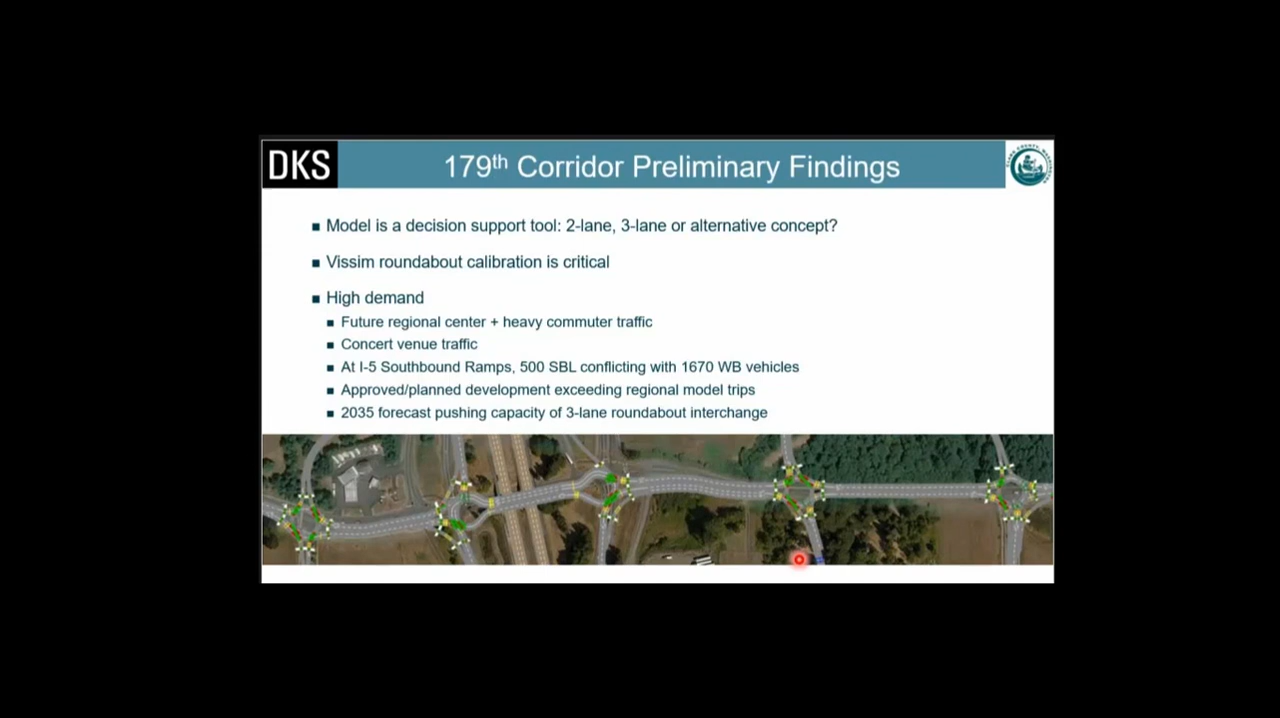 DKS
179th Corridor Preliminary Findings
Model is a decision support tool: 2-lane, 3-lane or alternative concept?
Vissim roundabout calibration is critical
High demand
Future regional center + heavy commuter traffic
Concert venue traffic
At I-5 Southbound Ramps, 500 SBL conflicting with 1670 WB vehicles
Approved/planned development exceeding regional model trips
2035 forecast pushing capacity of 3-lane roundabout interchange